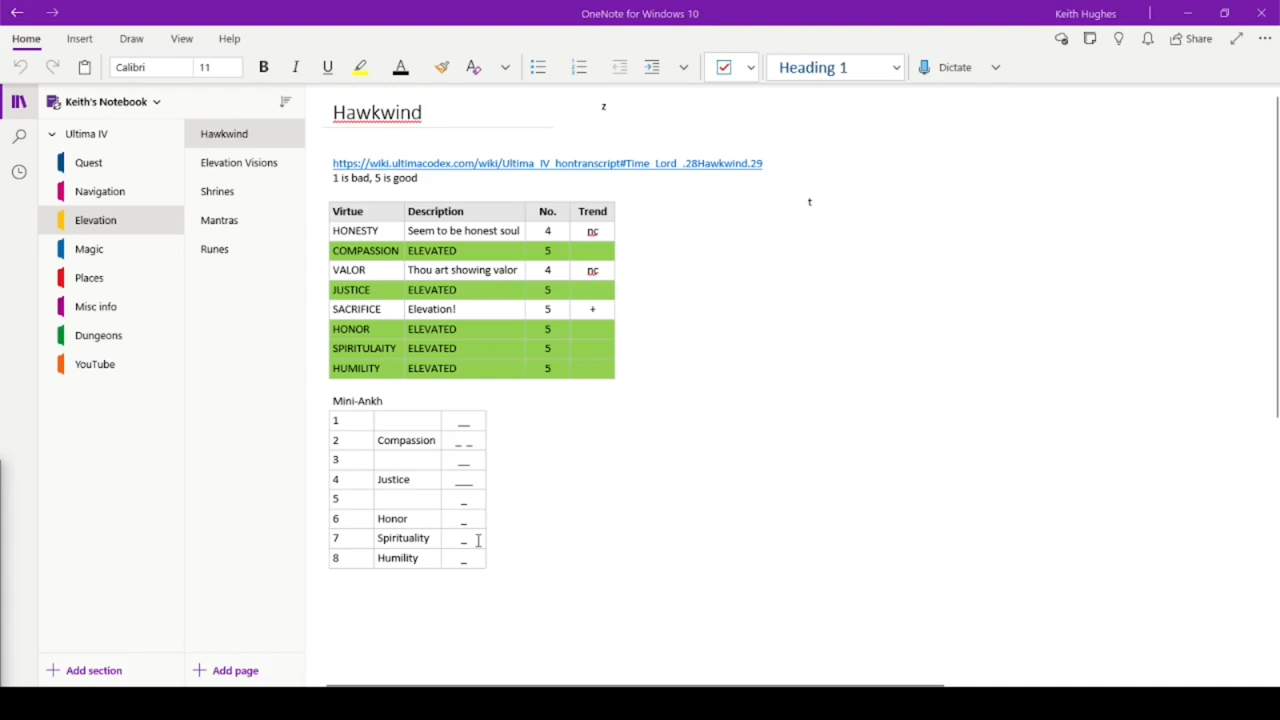 OneNote for Windows 10
Keith Hughes
Home Insert Draw View Help
Share
Calibri 11 B I U A Heading 1 Dictate
Keith's Notebook
Ultima IV
Quest
Navigation
Elevation
Magic
Places
Misc info
Dungeons
YouTube
Hawkwind
Elevation Visions
Shrines
Mantras
Runes
Hawkwind
z
https://wiki.ultimacodex.com/wiki/Ultima_IV_hontranscript#Time_Lord_.28Hawkwind.29
1 is bad, 5 is good
t
Virtue Description No. Trend
HONESTY Seem to be honest soul 4 nc
COMPASSION ELEVATED 5
VALOR Thou art showing valor 4 nc
JUSTICE ELEVATED 5
SACRIFICE Elevation! 5 +
HONOR ELEVATED 5
SPIRITULAITY ELEVATED 5
HUMILITY ELEVATED 5
Mini-Ankh
1 __
2 Compassion _ _
3 __
4 Justice ___
5 _
6 Honor _
7 Spirituality _
8 Humility _
+ Add section
+ Add page